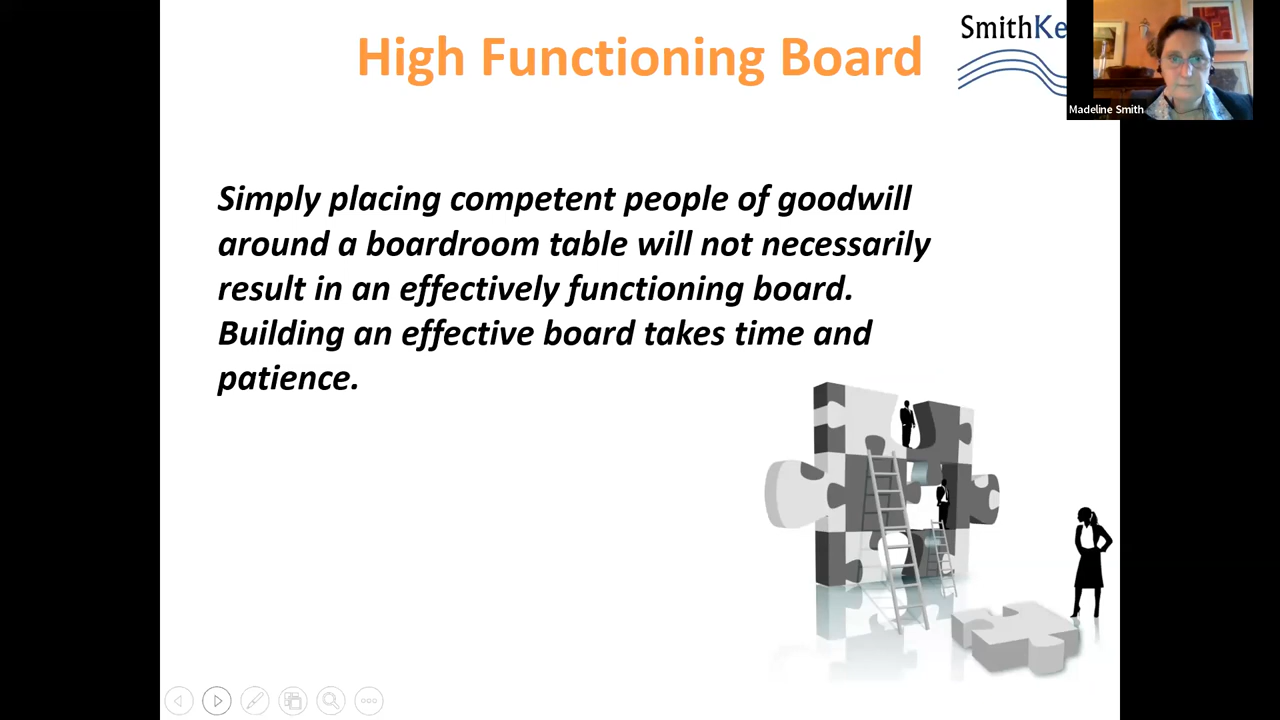 High Functioning Board
SmithKe
Madeline Smith
Simply placing competent people of goodwill
around a boardroom table will not necessarily
result in an effectively functioning board.
Building an effective board takes time and
patience.